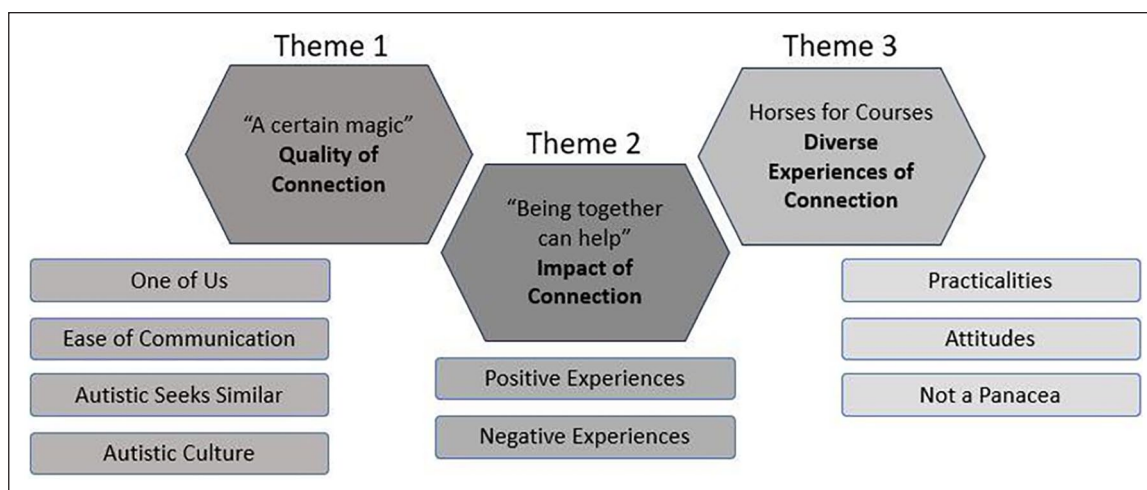 Theme 1
“A certain magic”
Quality of
Connection
One of Us
Ease of Communication
Autistic Seeks Similar
Autistic Culture
Theme 2
“Being together
can help”
Impact of
Connection
Positive Experiences
Negative Experiences
Theme 3
Horses for Courses
Diverse
Experiences of
Connection
Practicalities
Attitudes
Not a Panacea